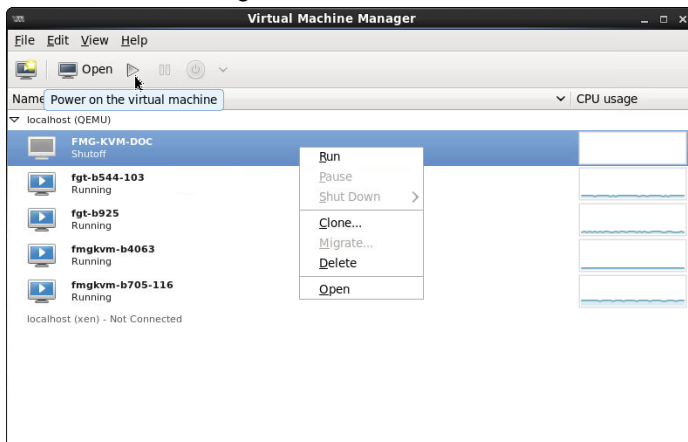 Virtual Machine Manager
File Edit View Help
Open
Power on the virtual machine
Name CPU usage
localhost (QEMU)
FMG-KVM-DOC
Shutoff
Run
Pause
Shut Down
Clone...
Migrate...
Delete
Open
fgt-b544-103
Running
fgt-b925
Running
fmgkvm-b4063
Running
fmgkvm-b705-116
Running
localhost (xen) - Not Connected